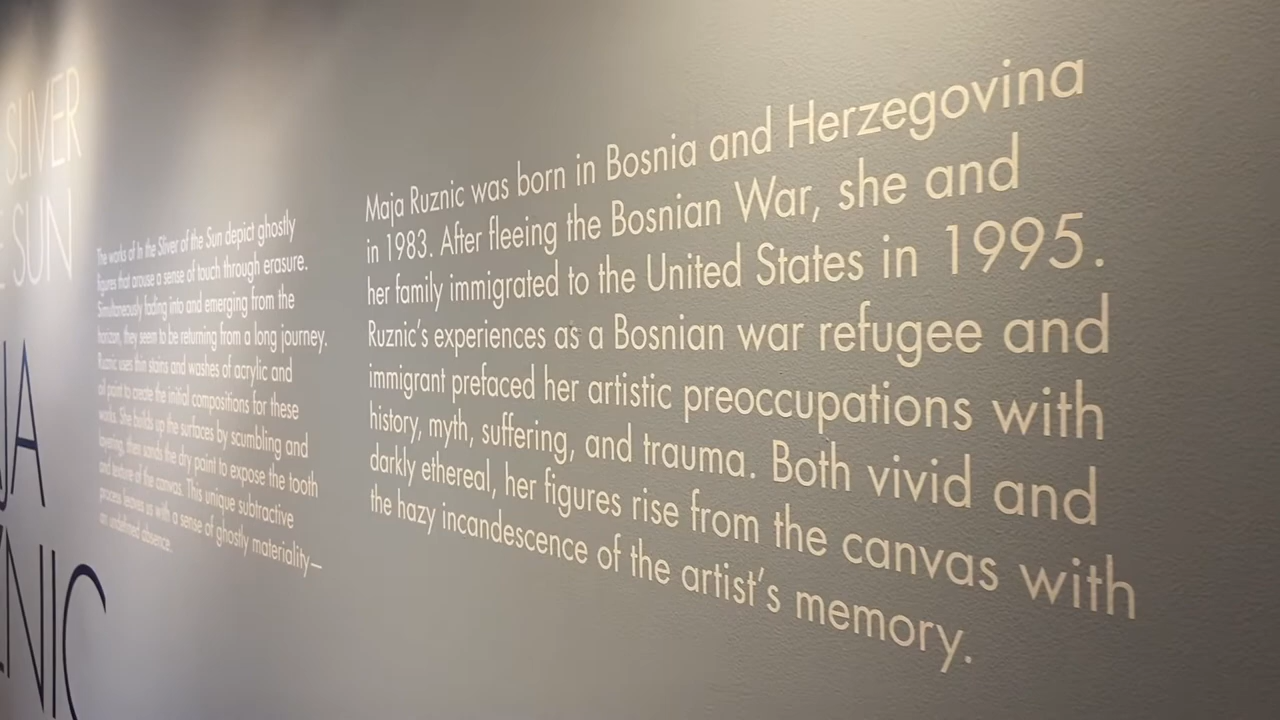 SLIVER
SUN
The works of In the Sliver of the Sun depict ghostly
figures that arouse a sense of touch through erasure.
Simultaneously fading into and emerging from the
horizon, they seem to be returning from a long journey.
Ruznic uses thin stains and washes of acrylic and
oil paint to create the initial compositions for these
works. She builds up the surfaces by scumbling and
layering, then sands the dry paint to expose the tooth
and texture of the canvas. This unique subtractive
process leaves us with a sense of ghostly materiality—
an undefined absence.
Maja Ruznic was born in Bosnia and Herzegovina
in 1983. After fleeing the Bosnian War, she and
her family immigrated to the United States in 1995.
Ruznic’s experiences as a Bosnian war refugee and
immigrant prefaced her artistic preoccupations with
history, myth, suffering, and trauma. Both vivid and
darkly ethereal, her figures rise from the canvas with
the hazy incandescence of the artist’s memory.